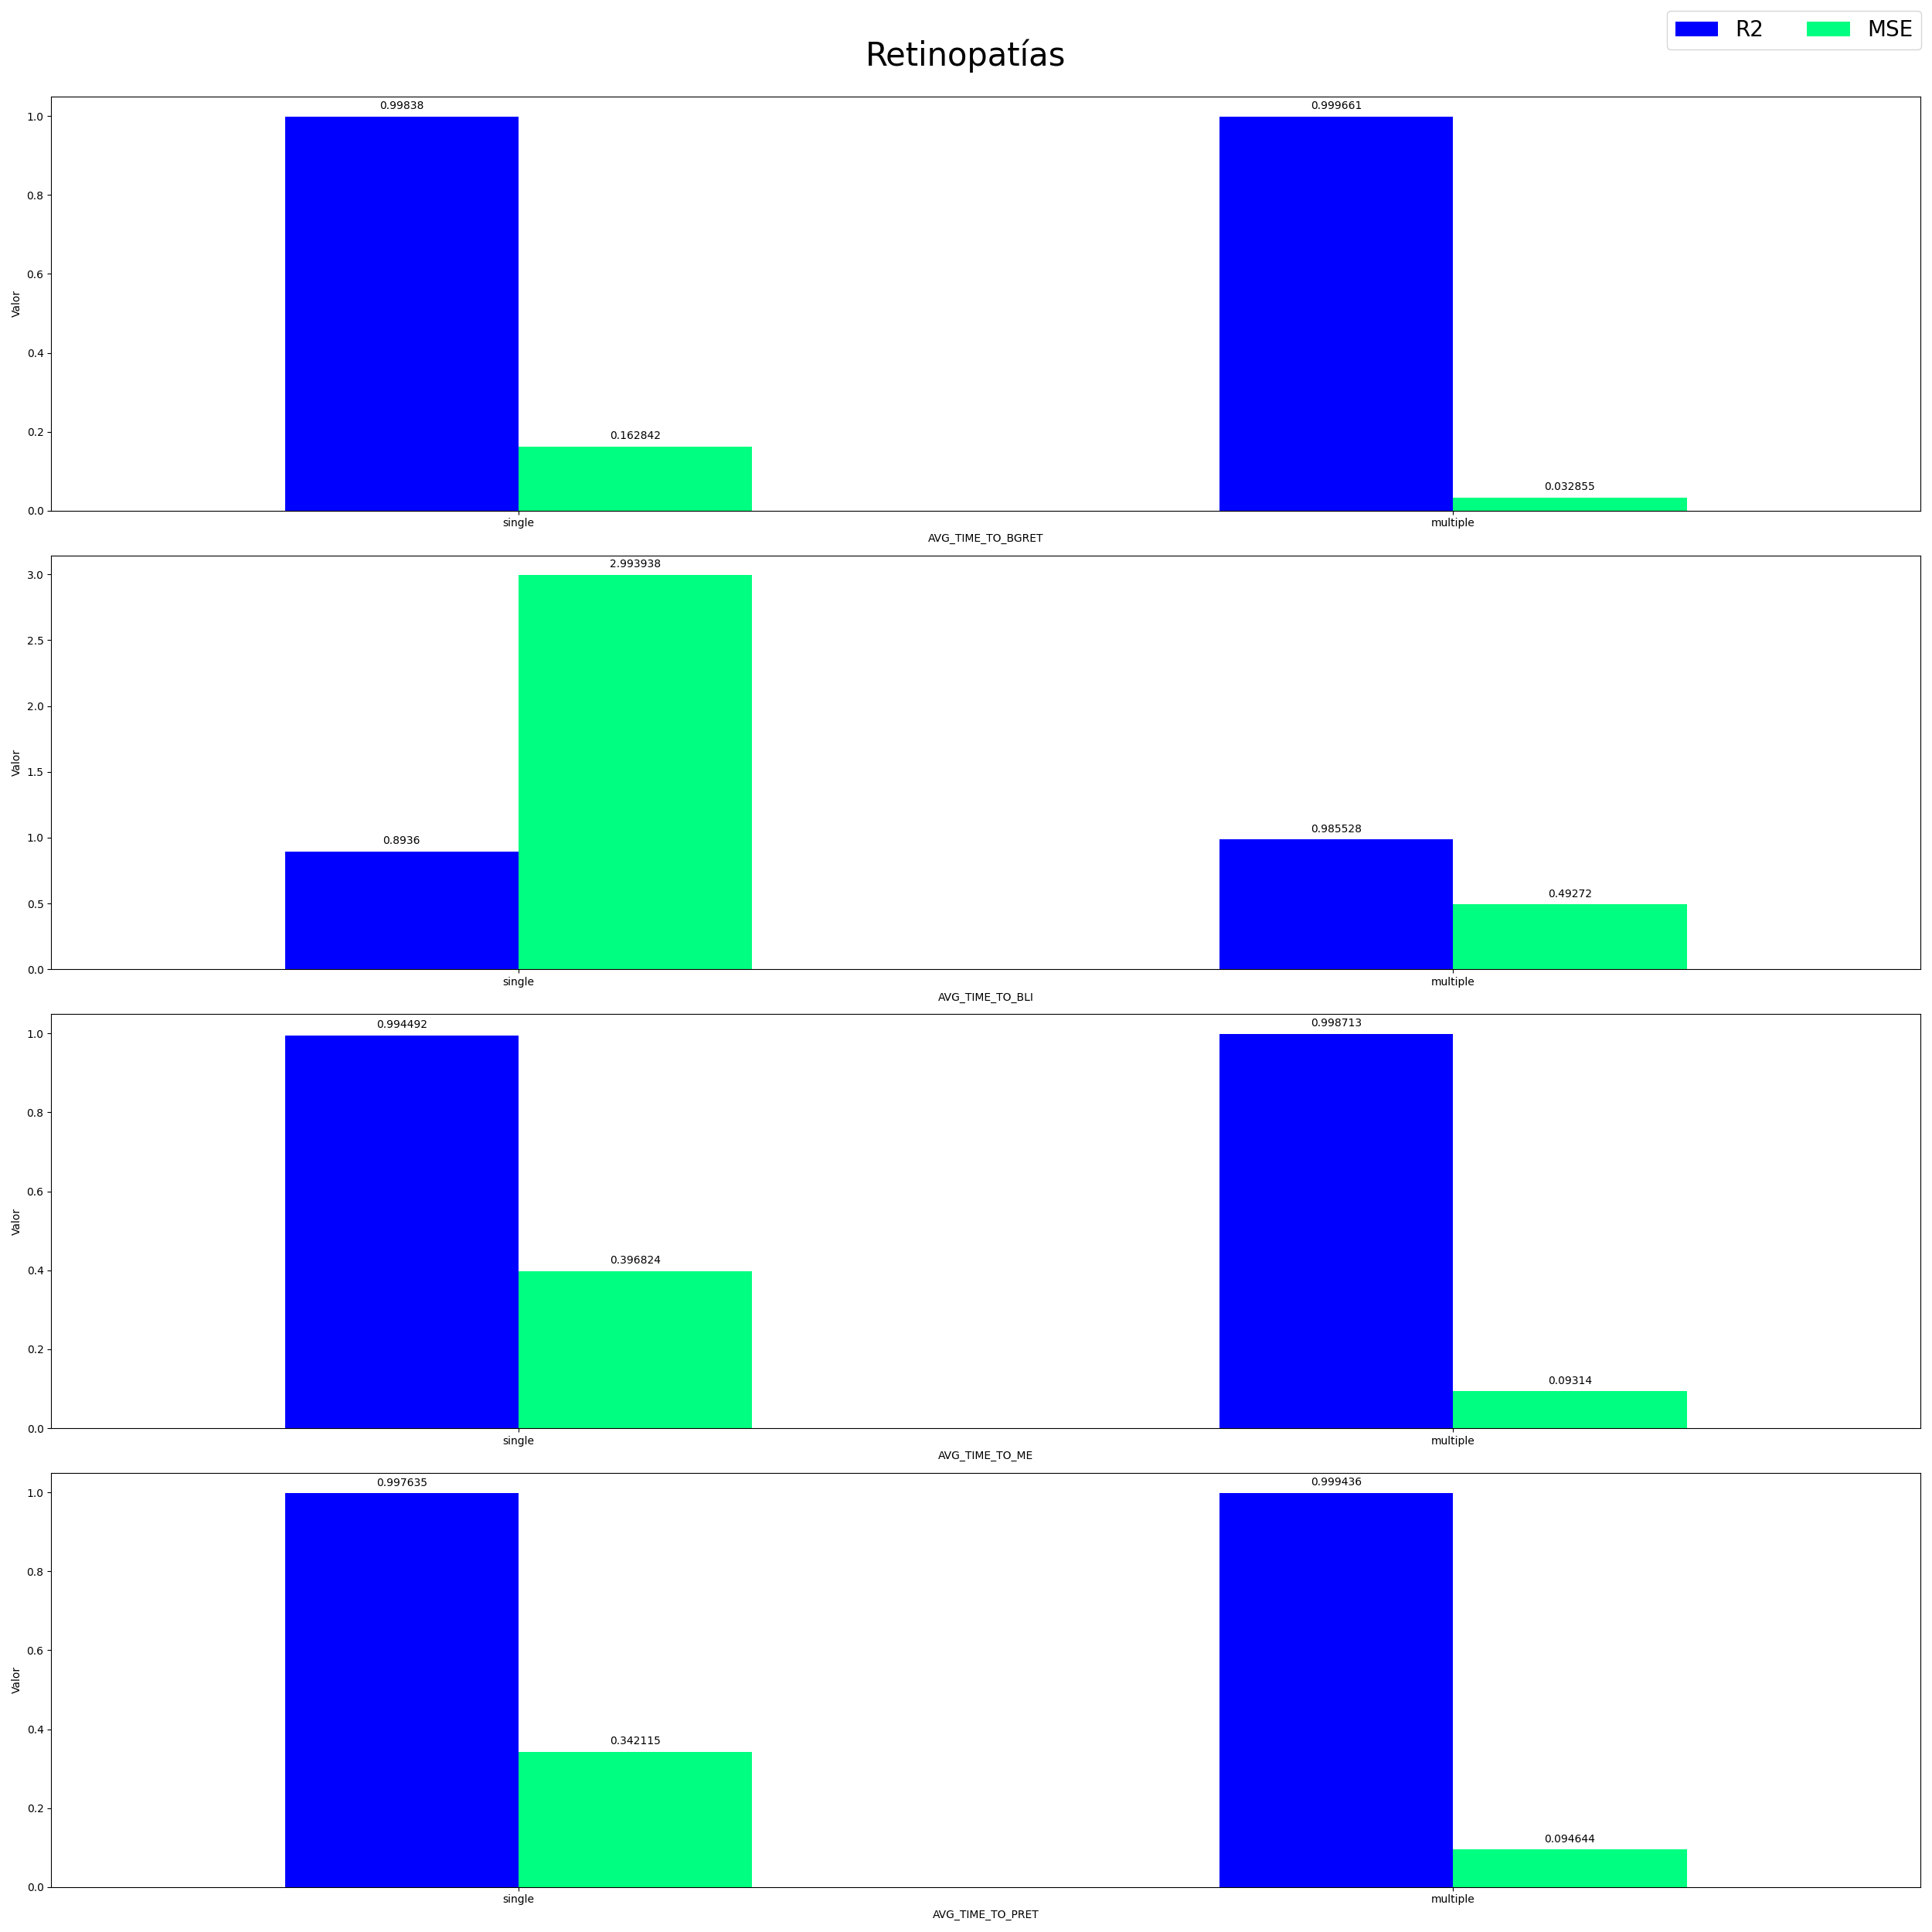 R2 MSE
Retinopatías
0.99838 0.999661
1.0
0.8
0.6
Valor
0.4
0.162842
0.2
0.032855
0.0
single multiple
AVG_TIME_TO_BGRET
2.993938
3.0
2.5
2.0
Valor
1.5
0.985528
1.0
0.8936
0.49272
0.5
0.0
single multiple
AVG_TIME_TO_BLI
0.994492 0.998713
1.0
0.8
0.6
Valor
0.396824
0.4
0.2
0.09314
0.0
single multiple
AVG_TIME_TO_ME
0.997635 0.999436
1.0
0.8
0.6
Valor
0.4
0.342115
0.2
0.094644
0.0
single multiple
AVG_TIME_TO_PRET